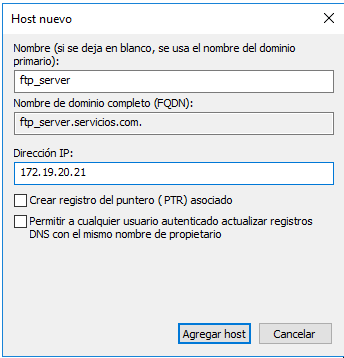 Host nuevo
Nombre (si se deja en blanco, se usa el nombre del dominio
primario):
ftp_server
Nombre de dominio completo (FQDN):
ftp_server.servicios.com.
Dirección IP:
172.19.20.21
Crear registro del puntero (PTR) asociado
Permitir a cualquier usuario autenticado actualizar registros
DNS con el mismo nombre de propietario
Agregar host Cancelar